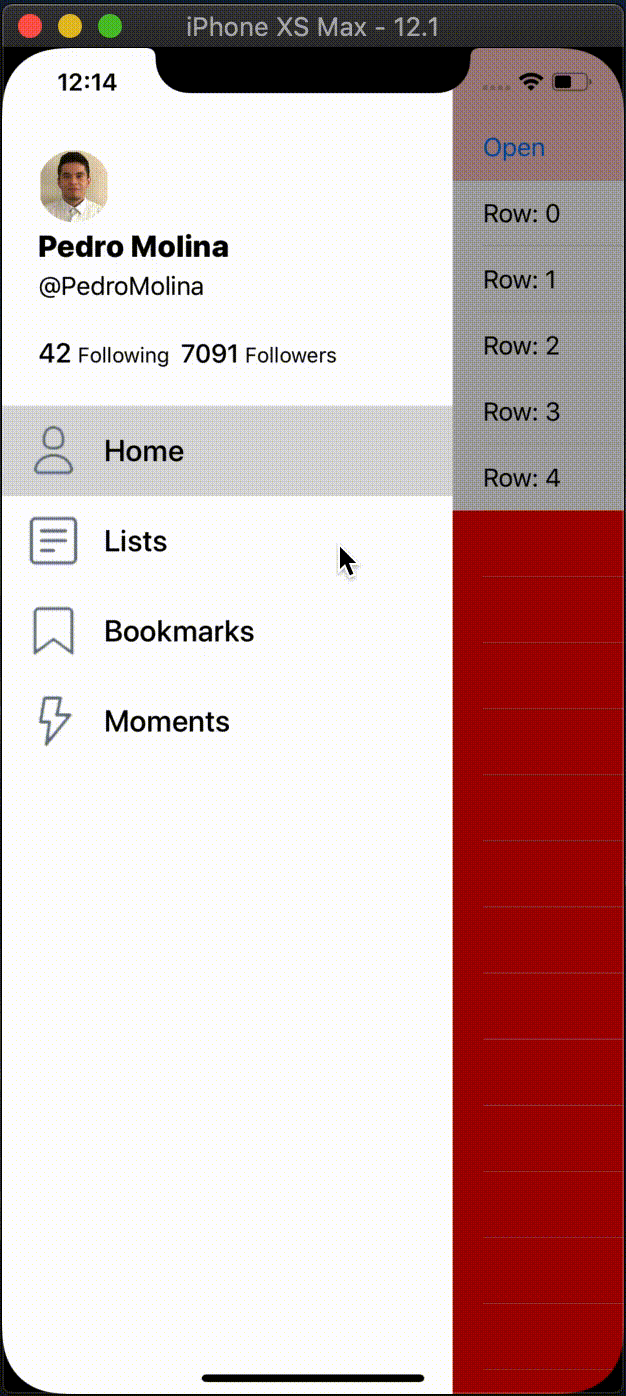 iPhone XS Max - 12.1
12:14
Pedro Molina
@PedroMolina
42 Following 7091 Followers
Home
Lists
Bookmarks
Moments
Open
Row: 0
Row: 1
Row: 2
Row: 3
Row: 4